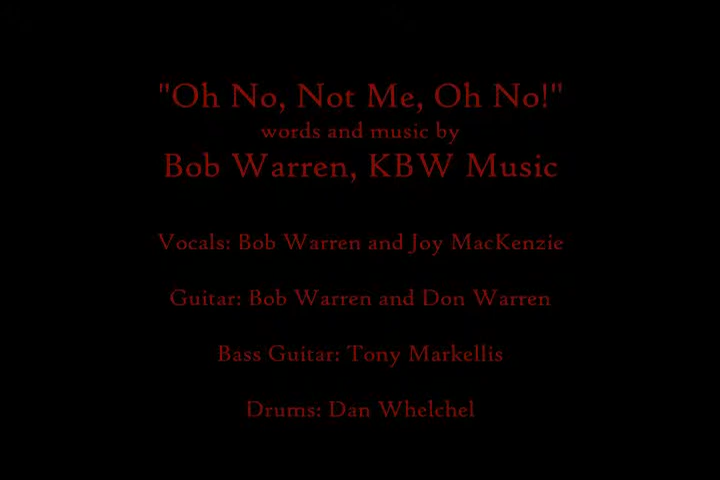 "Oh No, Not Me, Oh No!"
words and music by
Bob Warren, KBW Music
Vocals: Bob Warren and Joy MacKenzie
Guitar: Bob Warren and Don Warren
Bass Guitar: Tony Markellis
Drums: Dan Whelchel